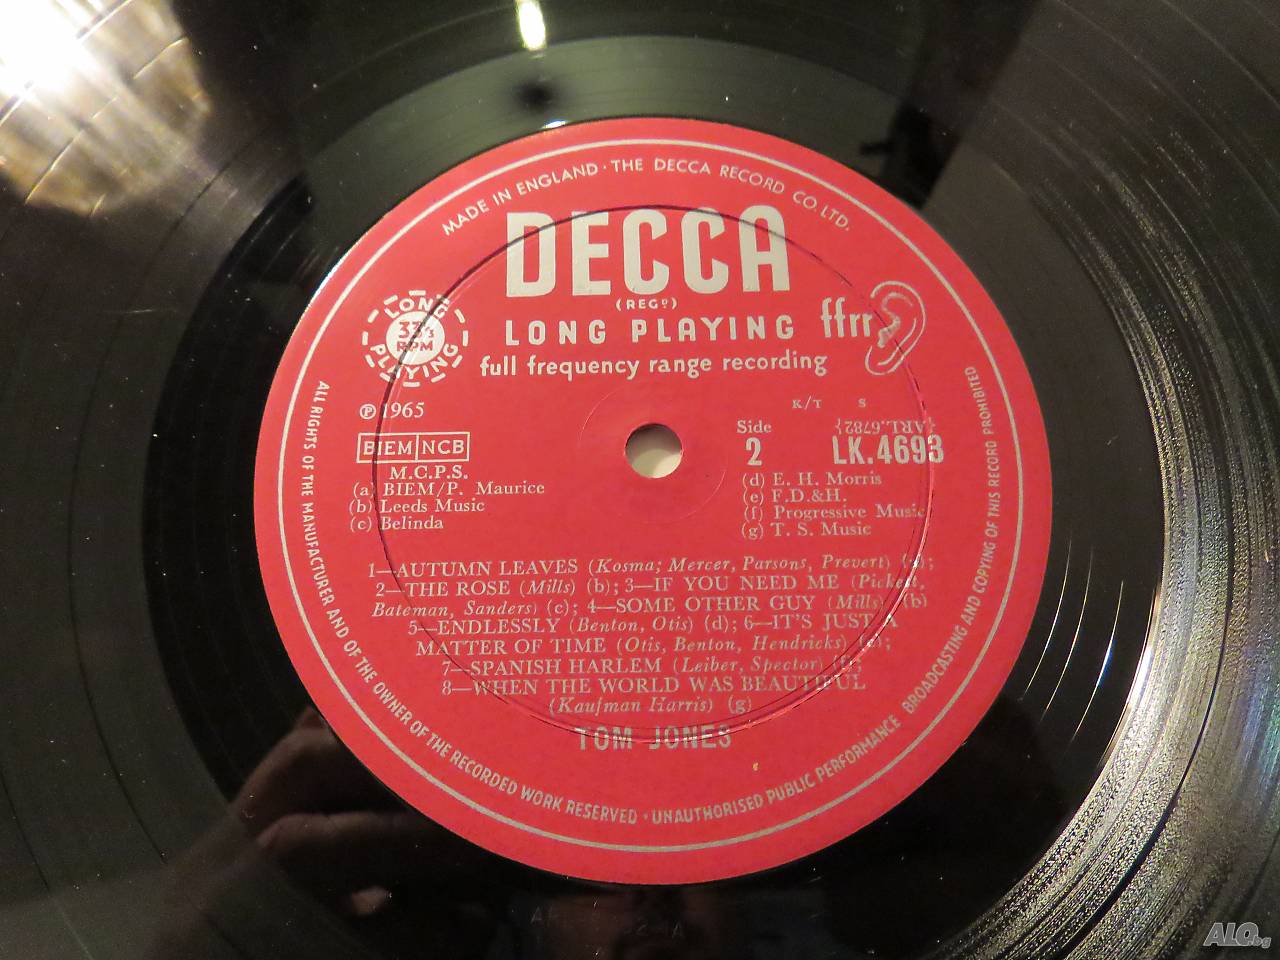 MADE IN ENGLAND · THE DECCA RECORD CO. LTD.
DECCA
(REGD)
LONG PLAYING ffrr
full frequency range recording
LONG
33⅓
RPM
PLAYING
℗ 1965
BIEM NCB
M.C.P.S.
(a) BIEM/P. Maurice
(b) Leeds Music
(c) Belinda
K/T S
Side
2
{ARL.6782}
LK.4693
(d) E. H. Morris
(e) F.D.&H.
(f) Progressive Music
(g) T. S. Music
1—AUTUMN LEAVES (Kosma; Mercer, Parsons, Prevert) (a);
2—THE ROSE (Mills) (b); 3—IF YOU NEED ME (Pickett,
Bateman, Sanders) (c); 4—SOME OTHER GUY (Mills) (b)
5—ENDLESSLY (Benton, Otis) (d); 6—IT'S JUST A
MATTER OF TIME (Otis, Benton, Hendricks) (e);
7—SPANISH HARLEM (Leiber, Spector) (f);
8—WHEN THE WORLD WAS BEAUTIFUL
(Kaufman Harris) (g)
TOM JONES
ALL RIGHTS OF THE MANUFACTURER AND OF THE OWNER OF THE RECORDED WORK RESERVED · UNAUTHORISED PUBLIC PERFORMANCE BROADCASTING AND COPYING OF THIS RECORD PROHIBITED
ALO.bg